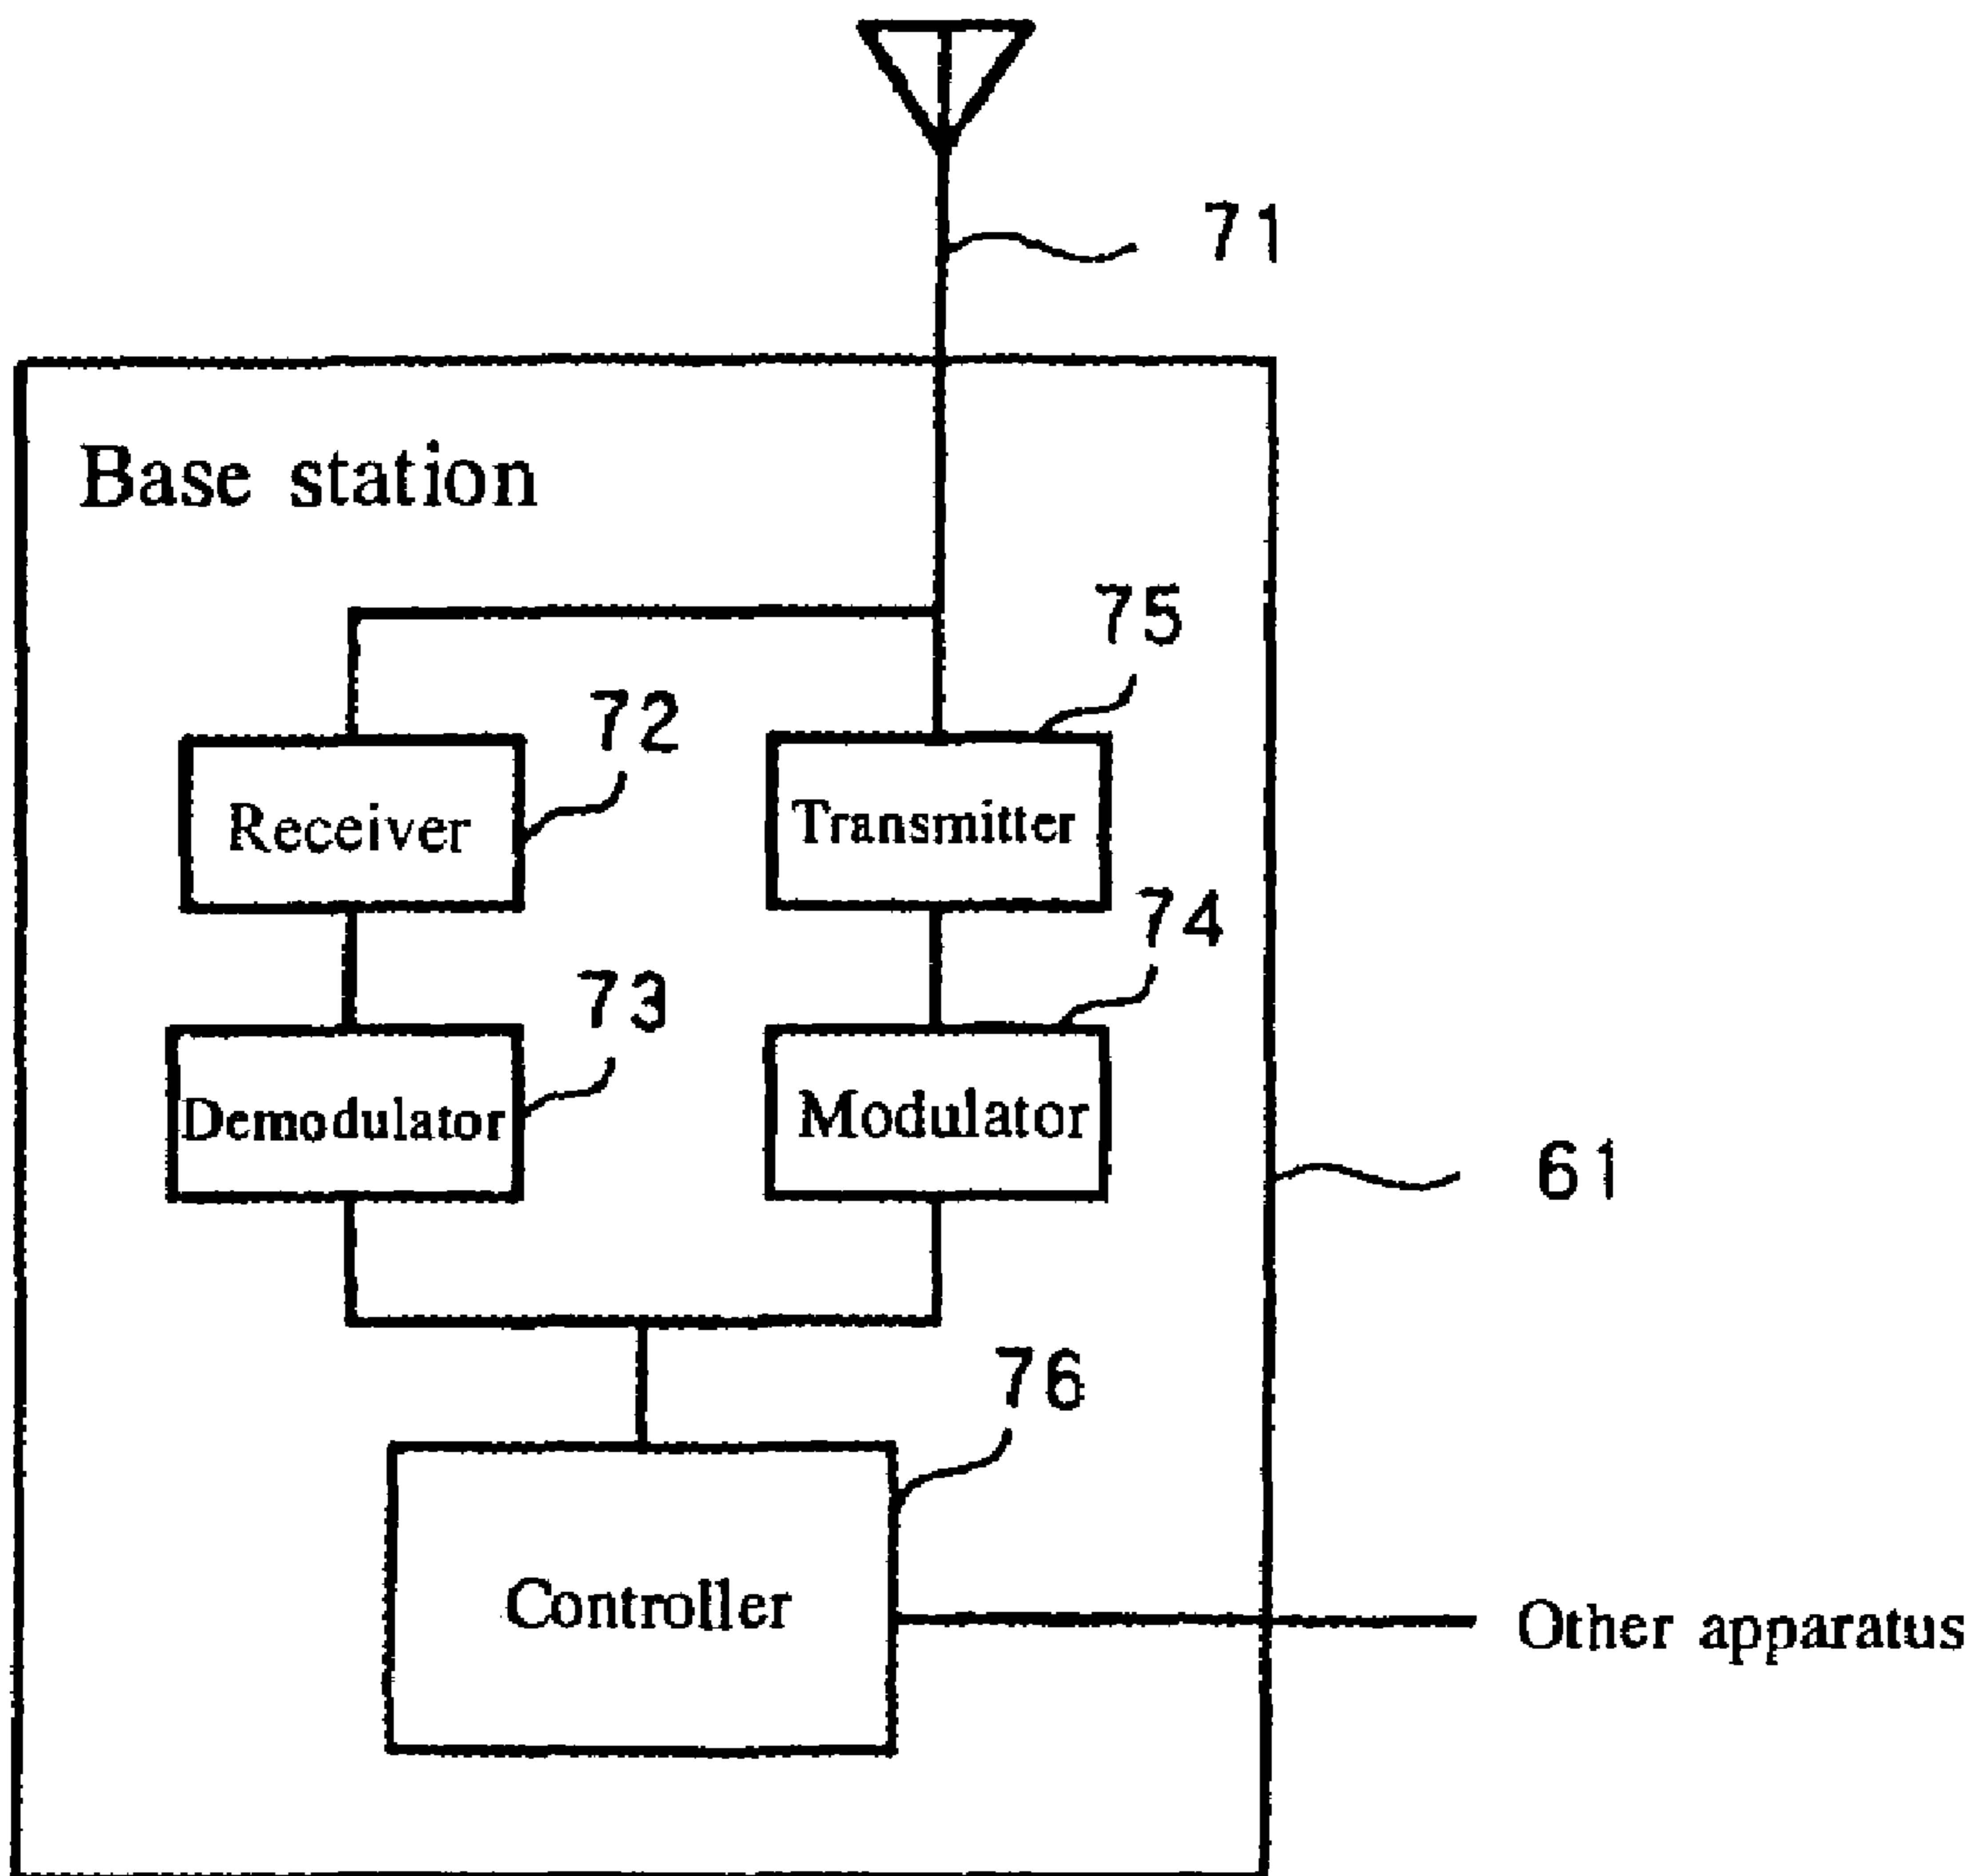 71
Base station
75
72
Receiver
Transmitter
74
73
Demodulator
Modulator
61
76
Controller
Other apparatus